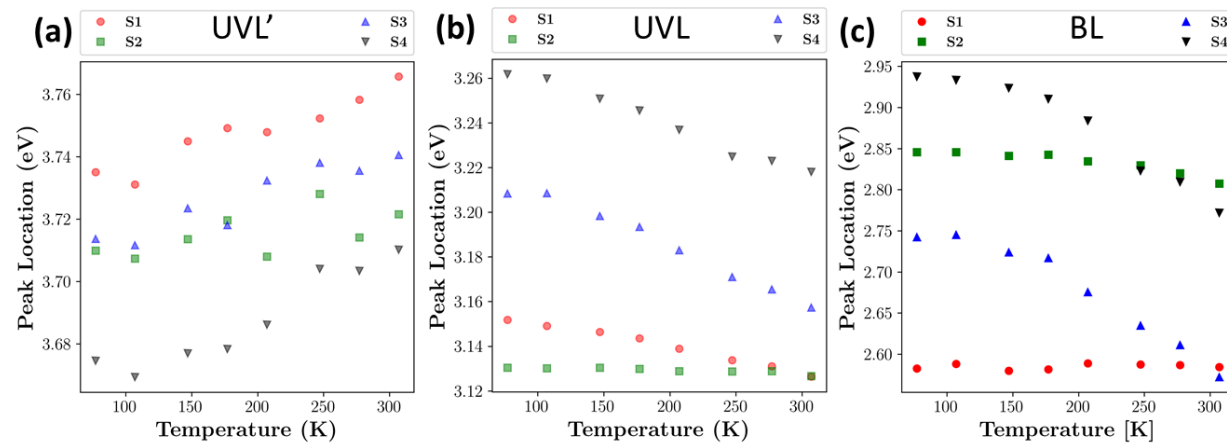 (a) UVL’
S1 S3
S2 S4
Peak Location (eV)
3.76
3.74
3.72
3.70
3.68
100 150 200 250 300
Temperature (K)
(b) UVL
S1 S3
S2 S4
Peak Location (eV)
3.26
3.24
3.22
3.20
3.18
3.16
3.14
3.12
100 150 200 250 300
Temperature (K)
(c) BL
S1 S3
S2 S4
Peak Location (eV)
2.95
2.90
2.85
2.80
2.75
2.70
2.65
2.60
100 150 200 250 300
Temperature [K]